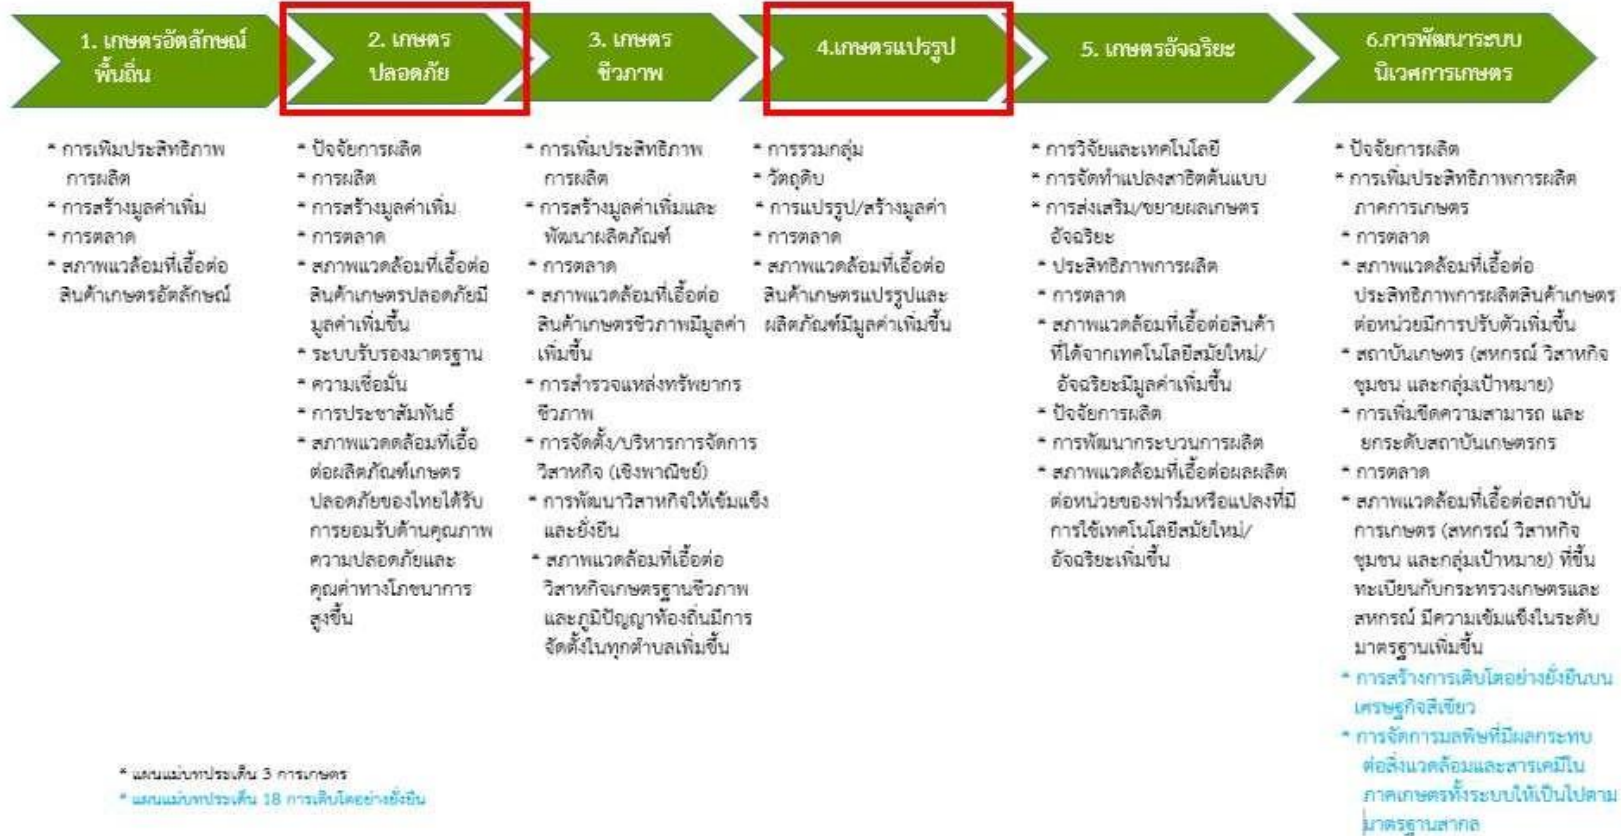 1. เกษตรอัตลักษณ์
พื้นถิ่น
2. เกษตร
ปลอดภัย
3. เกษตร
ชีวภาพ
4.เกษตรแปรรูป
5. เกษตรอัจฉริยะ
6.การพัฒนาระบบ
นิเวศการเกษตร
* การเพิ่มประสิทธิภาพ
การผลิต
* การสร้างมูลค่าเพิ่ม
* การตลาด
* สภาพแวล้อมที่เอื้อต่อ
สินค้าเกษตรอัตลักษณ์
* ปัจจัยการผลิต
* การผลิต
* การสร้างมูลค่าเพิ่ม
* การตลาด
* สภาพแวดล้อมที่เอื้อต่อ
สินค้าเกษตรปลอดภัยมี
มูลค่าเพิ่มขึ้น
* ระบบรับรองมาตรฐาน
* ความเชื่อมั่น
* การประชาสัมพันธ์
* สภาพแวดดล้อมที่เอื้อ
ต่อผลิตภัณฑ์เกษตร
ปลอดภัยของไทยได้รับ
การยอมรับด้านคุณภาพ
ความปลอดภัยและ
คุณค่าทางโภชนาการ
สูงขึ้น
* การเพิ่มประสิทธิภาพ
การผลิต
* การสร้างมูลค่าเพิ่มและ
พัฒนาผลิตภัณฑ์
* การตลาด
* สภาพแวดล้อมที่เอื้อต่อ
สินค้าเกษตรชีวภาพมีมูลค่า
เพิ่มขึ้น
* การสำรวจแหล่งทรัพยากร
ชีวภาพ
* การจัดตั้ง/บริหารการจัดการ
วิสาหกิจ (เชิงพาณิชย์)
* การพัฒนาวิสาหกิจให้เข้มแข็ง
และยั่งยืน
* สภาพแวดล้อมที่เอื้อต่อ
วิสาหกิจเกษตรฐานชีวภาพ
และภูมิปัญญาท้องถิ่นมีการ
จัดตั้งในทุกตำบลเพิ่มขึ้น
* การรวมกลุ่ม
* วัตถุดิบ
* การแปรรูป/สร้างมูลค่า
* การตลาด
* สภาพแวดล้อมที่เอื้อต่อ
สินค้าเกษตรแปรรูปและ
ผลิตภัณฑ์มีมูลค่าเพิ่มขึ้น
* การวิจัยและเทคโนโลยี
* การจัดทำแปลงสาธิตต้นแบบ
* การส่งเสริม/ขยายผลเกษตร
อัจฉริยะ
* ประสิทธิภาพการผลิต
* การตลาด
* สภาพแวดล้อมที่เอื้อต่อสินค้า
ที่ได้จากเทคโนโลยีสมัยใหม่/
อัจฉริยะมีมูลค่าเพิ่มขึ้น
* ปัจจัยการผลิต
* การพัฒนากระบวนการผลิต
* สภาพแวดล้อมที่เอื้อต่อผลผลิต
ต่อหน่วยของฟาร์มหรือแปลงที่มี
การใช้เทคโนโลยีสมัยใหม่/
อัจฉริยะเพิ่มขึ้น
* ปัจจัยการผลิต
* การเพิ่มประสิทธิภาพการผลิต
ภาคการเกษตร
* การตลาด
* สภาพแวดล้อมที่เอื้อต่อ
ประสิทธิภาพการผลิตสินค้าเกษตร
ต่อหน่วยมีการปรับตัวเพิ่มขึ้น
* สถาบันเกษตร (สหกรณ์ วิสาหกิจ
ชุมชน และกลุ่มเป้าหมาย)
* การเพิ่มขีดความสามารถ และ
ยกระดับสถาบันเกษตรกร
* การตลาด
* สภาพแวดล้อมที่เอื้อต่อสถาบัน
การเกษตร (สหกรณ์ วิสาหกิจ
ชุมชน และกลุ่มเป้าหมาย) ที่ขึ้น
ทะเบียนกับกระทรวงเกษตรและ
สหกรณ์ มีความเข้มแข็งในระดับ
มาตรฐานเพิ่มขึ้น
* การสร้างการเติบโตอย่างยั่งยืนบน
เศรษฐกิจสีเขียว
* การจัดการมลพิษที่มีผลกระทบ
ต่อสิ่งแวดล้อมและสารเคมีใน
ภาคเกษตรทั้งระบบให้เป็นไปตาม
มาตรฐานสากล
* แผนแม่บทประเด็น 3 การเกษตร
* แผนแม่บทประเด็น 18 การเติบโตอย่างยั่งยืน